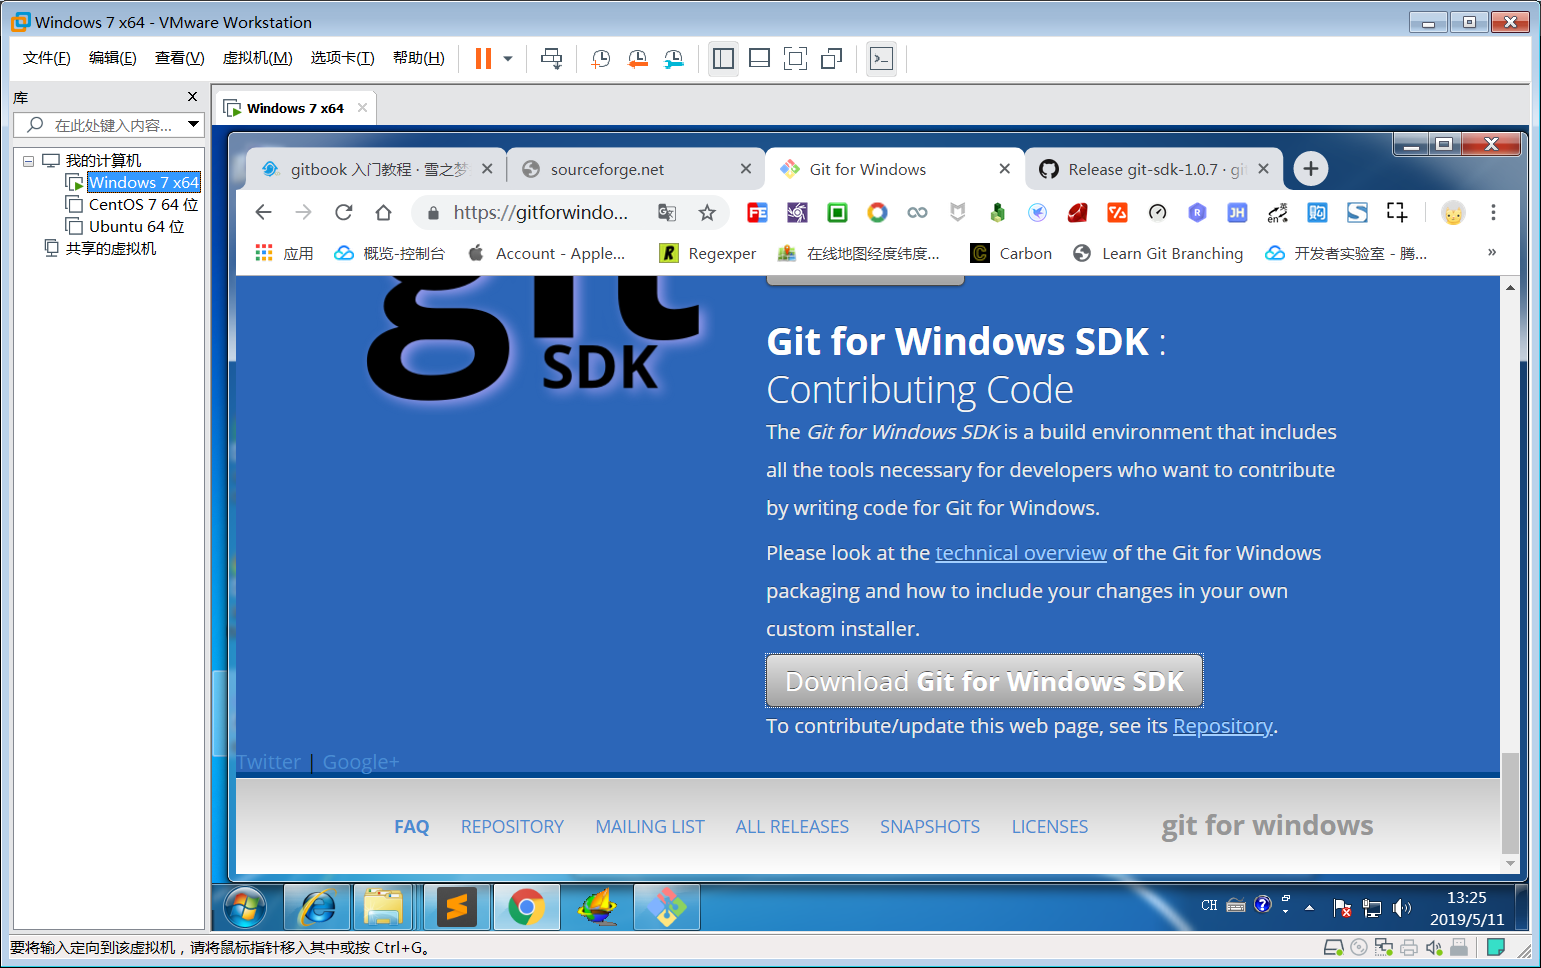 Windows 7 x64 - VMware Workstation
文件(F) 编辑(E) 查看(V) 虚拟机(M) 选项卡(T) 帮助(H)
库
在此处键入内容...
我的计算机
Windows 7 x64
CentOS 7 64 位
Ubuntu 64 位
共享的虚拟机
Windows 7 x64
gitbook 入门教程 · 雪之梦
sourceforge.net
Git for Windows
Release git-sdk-1.0.7 · gi
https://gitforwindo...
应用 概览-控制台 Account - Apple... Regexper 在线地图经度纬度... Carbon Learn Git Branching 开发者实验室 - 腾... »
git
SDK
Git for Windows SDK :
Contributing Code
The Git for Windows SDK is a build environment that includes
all the tools necessary for developers who want to contribute
by writing code for Git for Windows.
Please look at the technical overview of the Git for Windows
packaging and how to include your changes in your own
custom installer.
Download Git for Windows SDK
To contribute/update this web page, see its Repository.
Twitter | Google+
FAQ REPOSITORY MAILING LIST ALL RELEASES SNAPSHOTS LICENSES git for windows
CH
13:25
2019/5/11
要将输入定向到该虚拟机，请将鼠标指针移入其中或按 Ctrl+G。